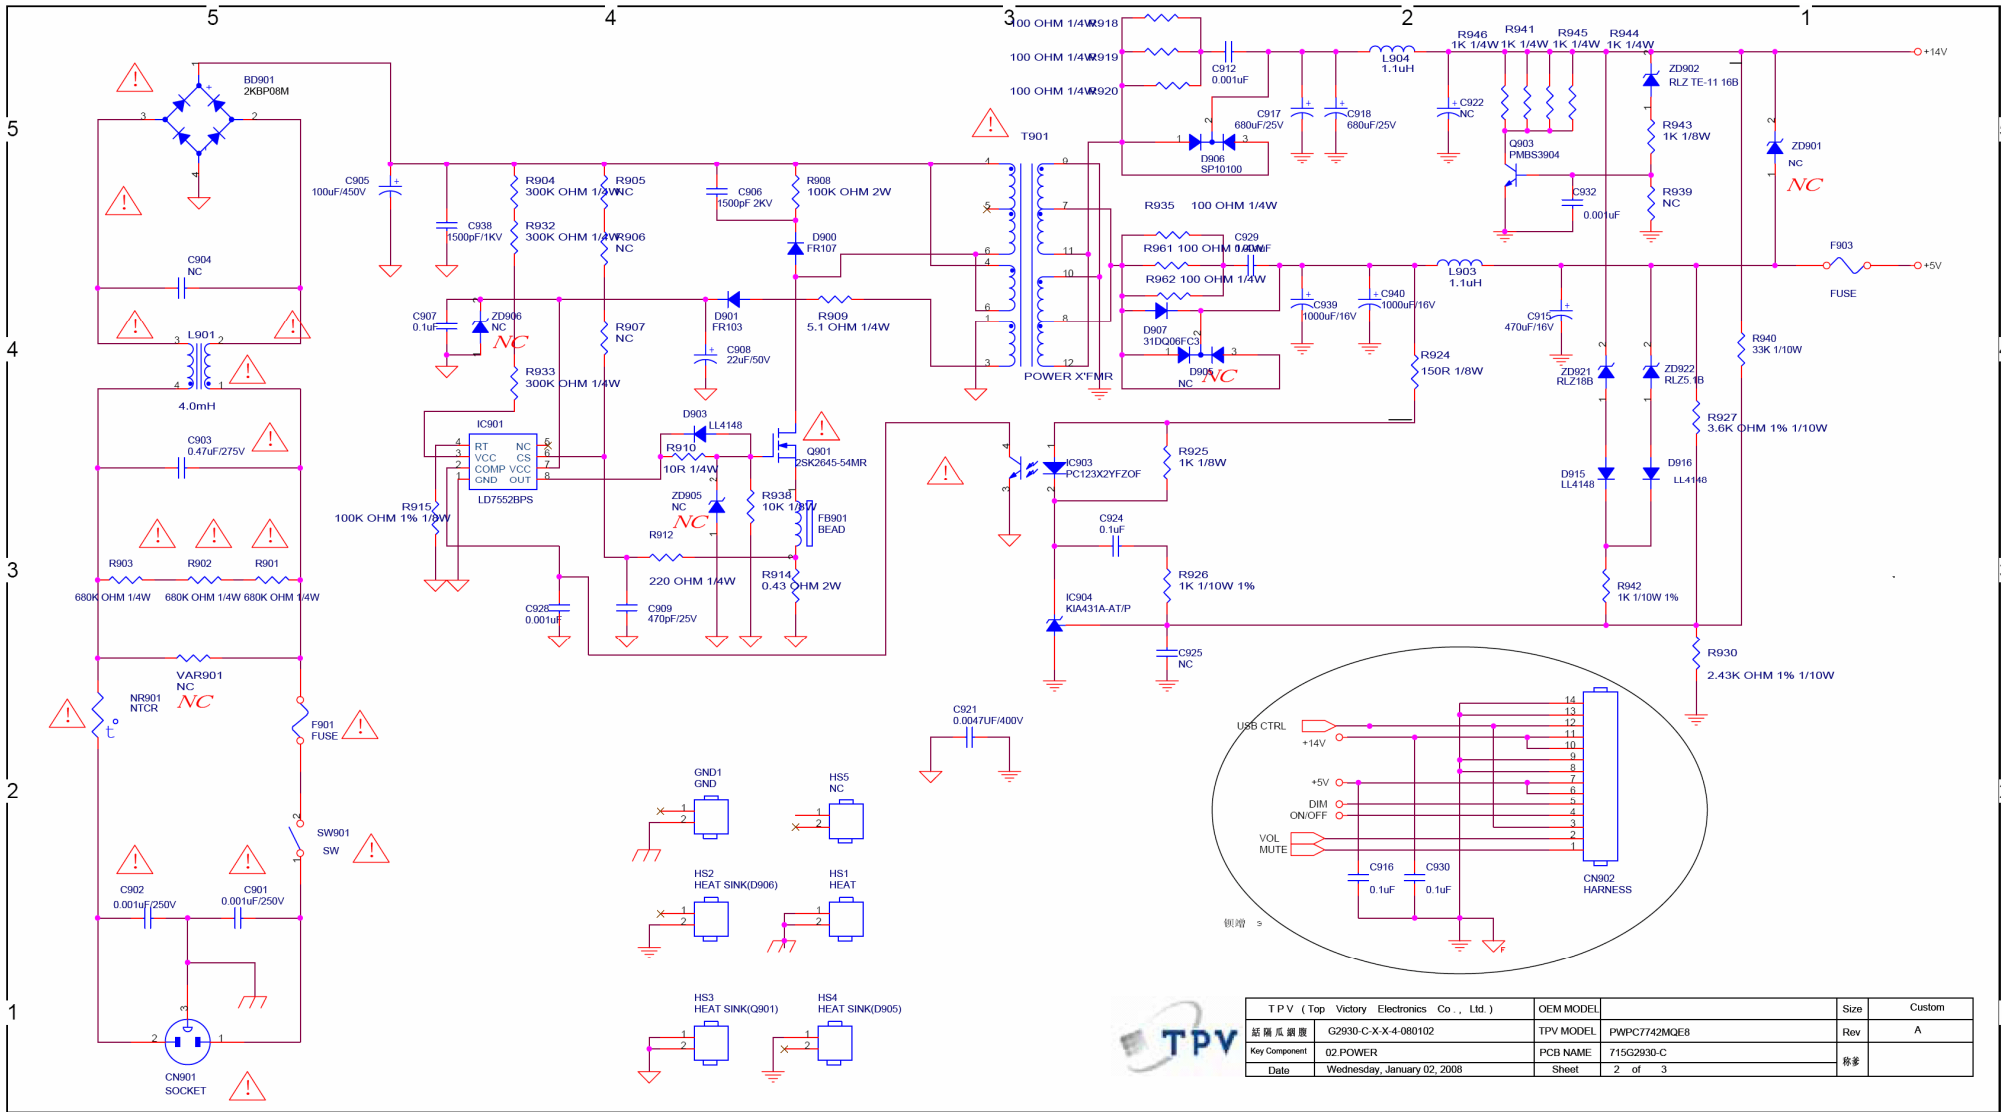 5 4 3 2 1
5
4
3
2
1
BD901
2KBP08M
C904
NC
L901
4.0mH
C903
0.47uF/275V
R903
680K OHM 1/4W
R902
680K OHM 1/4W
R901
680K OHM 1/4W
VAR901
NC
NC
NR901
NTCR
t°
F901
FUSE
SW901
SW
C902
0.001uF/250V
C901
0.001uF/250V
CN901
SOCKET
C905
100uF/450V
C938
1500pF/1KV
R904
300K OHM 1/4W
R905
NC
R932
300K OHM 1/4W
R906
NC
C906
1500pF 2KV
R908
100K OHM 2W
D900
FR107
C907
0.1uF
ZD906
NC
NC
R907
NC
D901
FR103
R909
5.1 OHM 1/4W
C908
22uF/50V
R933
300K OHM 1/4W
IC901
RT
VCC
COMP
GND
NC
CS
VCC
OUT
LD7552BPS
R915
100K OHM 1% 1/8W
D903
LL4148
R910
10R 1/4W
Q901
2SK2645-54MR
ZD905
NC
NC
R938
10K 1/8W
FB901
BEAD
R912
220 OHM 1/4W
R914
0.43 OHM 2W
C928
0.001uF
C909
470pF/25V
T901
POWER X'FMR
100 OHM 1/4W R918
100 OHM 1/4W R919
100 OHM 1/4W R920
C912
0.001uF
D906
SP10100
C917
680uF/25V
C918
680uF/25V
L904
1.1uH
C922
NC
R946
1K 1/4W
R941
1K 1/4W
R945
1K 1/4W
R944
1K 1/4W
ZD902
RLZ TE-11 16B
R943
1K 1/8W
Q903
PMBS3904
C932
0.001uF
R939
NC
ZD901
NC
NC
+14V
R935 100 OHM 1/4W
R961 100 OHM 1/4W
C929
R962 100 OHM 1/4W
D907
31DQ06FC3
D905
NC
NC
C939
1000uF/16V
C940
1000uF/16V
L903
1.1uH
C915
470uF/16V
F903
FUSE
+5V
R924
150R 1/8W
ZD921
RLZ18B
ZD922
RLZ5.1B
R940
33K 1/10W
R927
3.6K OHM 1% 1/10W
D915
LL4148
D916
LL4148
R942
1K 1/10W 1%
R930
2.43K OHM 1% 1/10W
IC903
PC123X2YFZOF
R925
1K 1/8W
C924
0.1uF
R926
1K 1/10W 1%
IC904
KIA431A-AT/P
C925
NC
C921
0.0047UF/400V
GND1
GND
HS5
NC
HS2
HEAT SINK(D906)
HS1
HEAT
HS3
HEAT SINK(Q901)
HS4
HEAT SINK(D905)
USB CTRL
+14V
+5V
DIM
ON/OFF
VOL
MUTE
14
13
12
11
10
9
8
7
6
5
4
3
2
1
C916
0.1uF
C930
0.1uF
CN902
HARNESS
F
TPV
T P V ( Top Victory Electronics Co . , Ltd. ) OEM MODEL Size Custom
G2930-C-X-X-4-080102 TPV MODEL PWPC7742MQE8 Rev A
Key Component 02.POWER PCB NAME 715G2930-C
Date Wednesday, January 02, 2008 Sheet 2 of 3